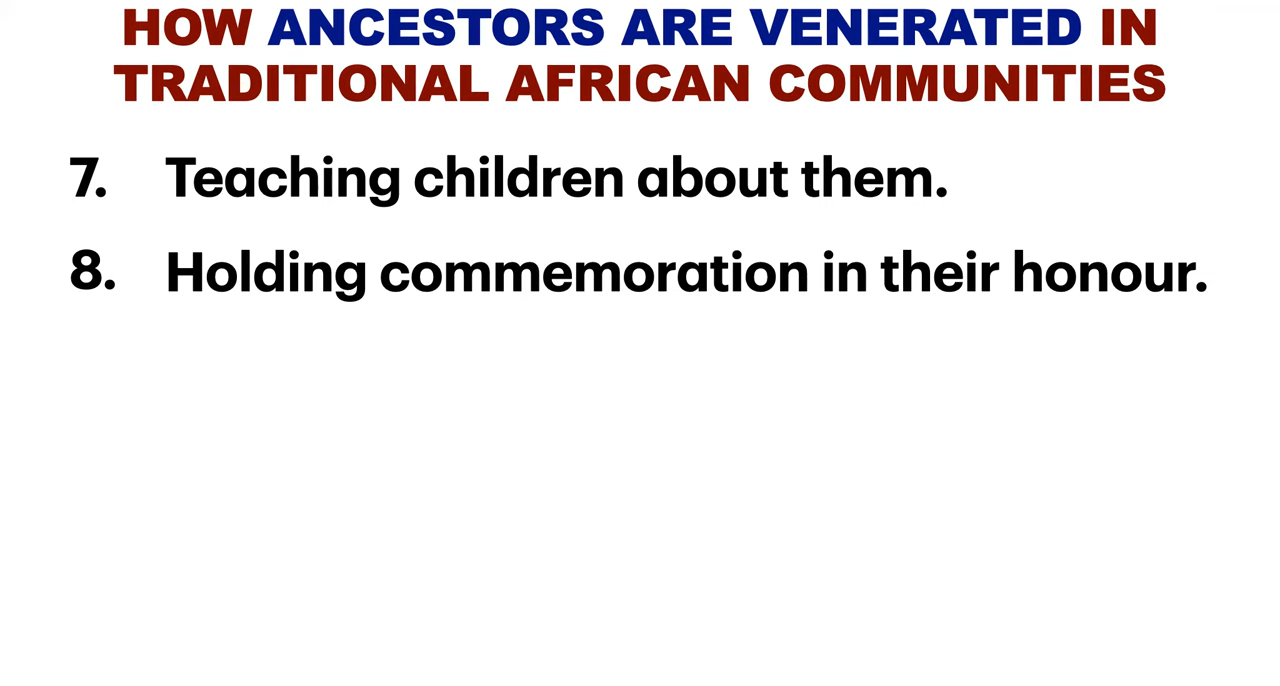 HOW ANCESTORS ARE VENERATED IN
TRADITIONAL AFRICAN COMMUNITIES
7. Teaching children about them.
8. Holding commemoration in their honour.